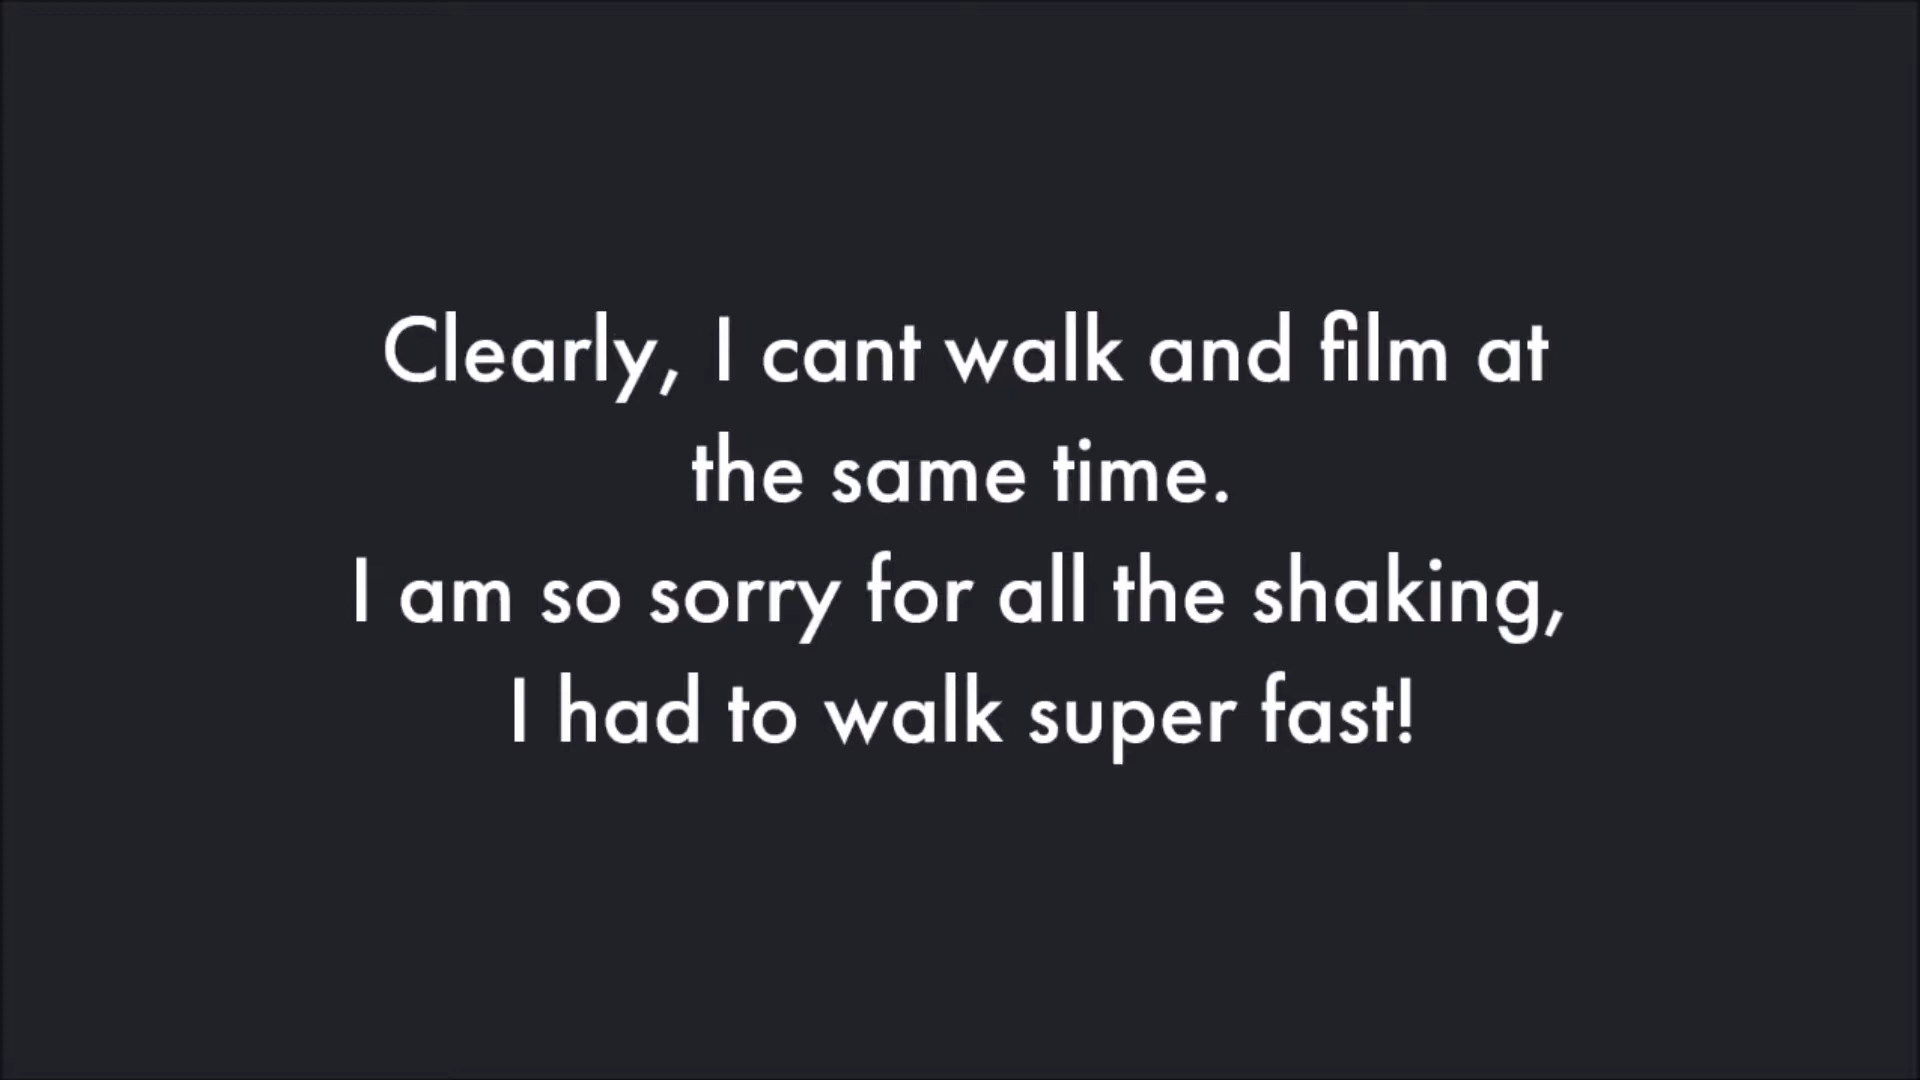 Clearly, I cant walk and film at
the same time.
I am so sorry for all the shaking,
I had to walk super fast!